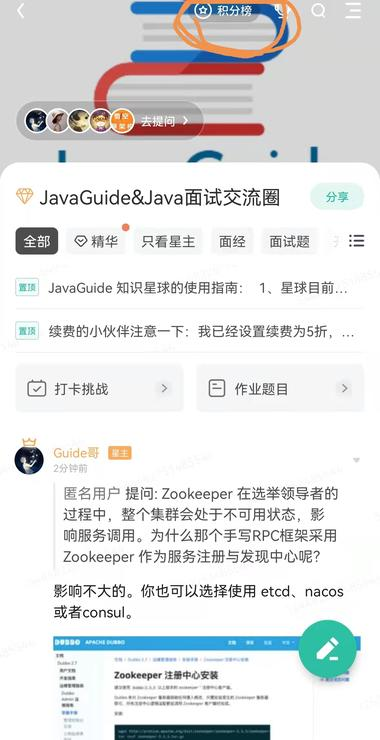 积分榜
去提问
JavaGuide&Java面试交流圈
分享
全部
精华
只看星主
面经
面试题
置顶 JavaGuide 知识星球的使用指南： 1、星球目前…
置顶 续费的小伙伴注意一下：我已经设置续费为5折，…
打卡挑战
作业题目
Guide哥 星主
2分钟前
匿名用户 提问: Zookeeper 在选举领导者的
过程中，整个集群会处于不可用状态，影
响服务调用。为什么那个手写RPC框架采用
Zookeeper 作为服务注册与发现中心呢?
影响不大的。你也可以选择使用 etcd、nacos
或者consul。
DUBBO APACHE DUBBO
Zookeeper 注册中心安装